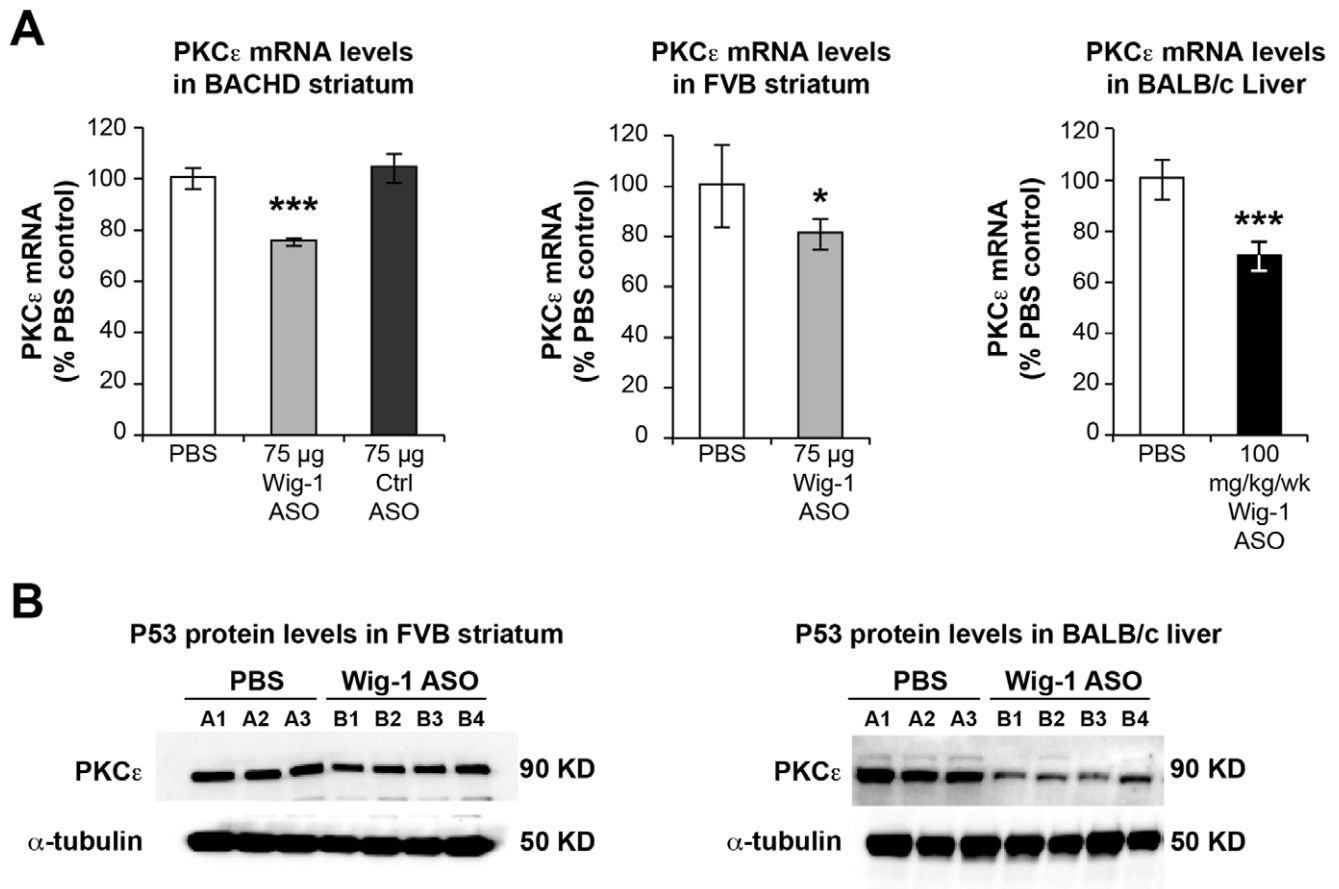 A
PKCε mRNA levels
in BACHD striatum
PKCε mRNA
(% PBS control)
120
100
80
60
40
20
0
***
PBS
75 µg
Wig-1
ASO
75 µg
Ctrl
ASO
PKCε mRNA levels
in FVB striatum
PKCε mRNA
(% PBS control)
120
100
80
60
40
20
0
*
PBS
75 µg
Wig-1
ASO
PKCε mRNA levels
in BALB/c Liver
PKCε mRNA
(% PBS control)
120
100
80
60
40
20
0
***
PBS
100
mg/kg/wk
Wig-1
ASO
B
P53 protein levels in FVB striatum
PBS Wig-1 ASO
A1 A2 A3 B1 B2 B3 B4
PKCε 90 KD
α-tubulin 50 KD
P53 protein levels in BALB/c liver
PBS Wig-1 ASO
A1 A2 A3 B1 B2 B3 B4
PKCε 90 KD
α-tubulin 50 KD